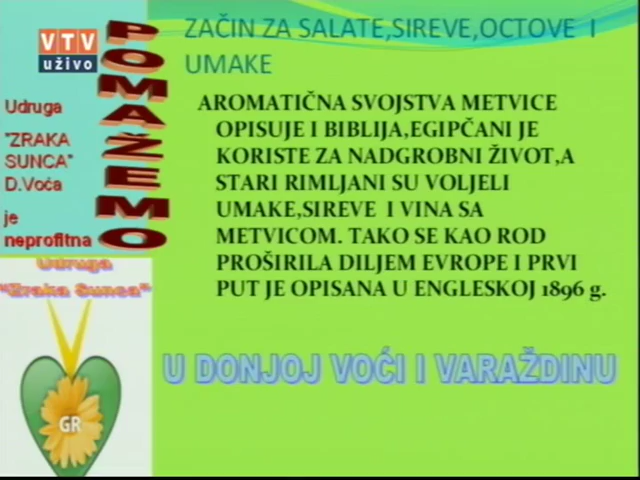 VTV
uživo
POMAŽEMO
Udruga
"ZRAKA
SUNCA"
D.Voća
je
neprofitna
Udruga
"Zraka Sunca"
GR
ZAČIN ZA SALATE,SIREVE,OCTOVE I
UMAKE
AROMATIČNA SVOJSTVA METVICE
OPISUJE I BIBLIJA,EGIPČANI JE
KORISTE ZA NADGROBNI ŽIVOT,A
STARI RIMLJANI SU VOLJELI
UMAKE,SIREVE I VINA SA
METVICOM. TAKO SE KAO ROD
PROŠIRILA DILJEM EVROPE I PRVI
PUT JE OPISANA U ENGLESKOJ 1896 g.
U DONJOJ VOĆI I VARAŽDINU